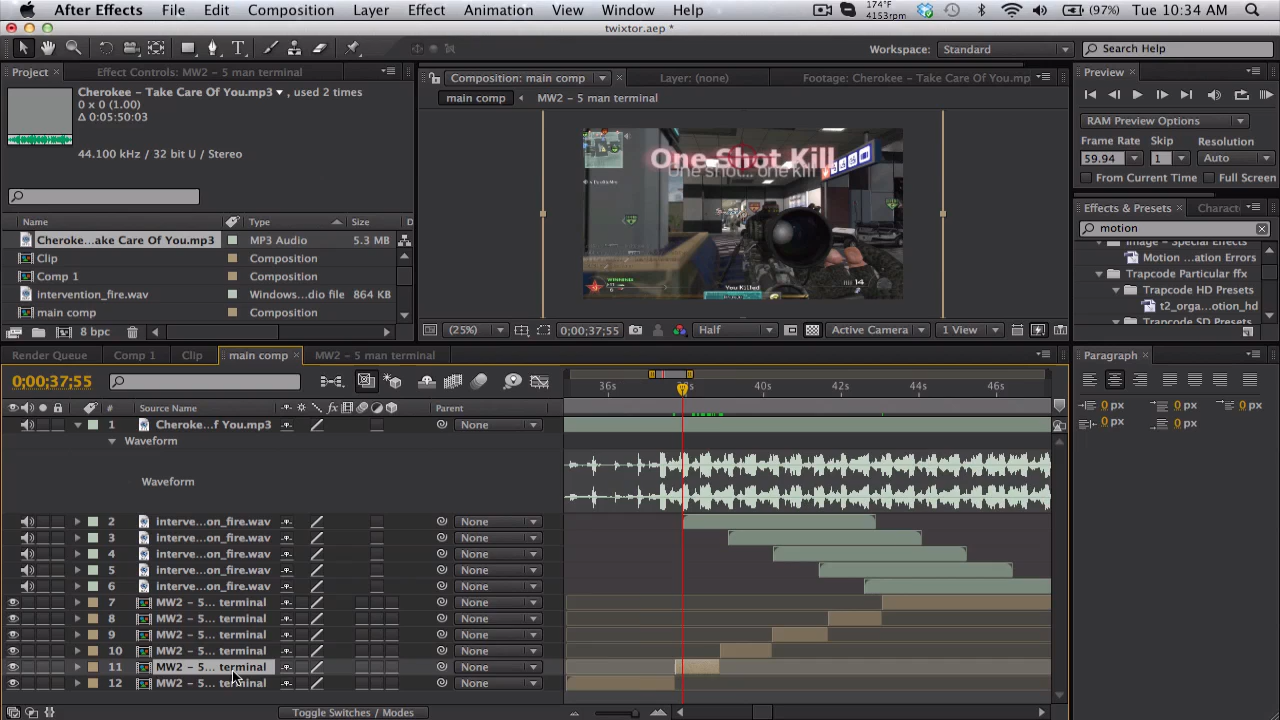 After Effects File Edit Composition Layer Effect Animation View Window Help 174°F 4153rpm (97%) Tue 10:34 AM
twixtor.aep *
Workspace: Standard Search Help
Project Effect Controls: MW2 - 5 man terminal
Composition: main comp Layer: (none) Footage: Cherokee - Take Care Of You.mp
Preview
Cherokee - Take Care Of You.mp3 , used 2 times
0 x 0 (1.00)
Δ 0:05:50:03
44.100 kHz / 32 bit U / Stereo
main comp MW2 - 5 man terminal
RAM Preview Options
Frame Rate Skip Resolution
59.94 1 Auto
From Current Time Full Screen
One Shot Kill
One shot... one kill
You Killed
14
Effects & Presets Charact
motion
Image - Special Effects
Motion ...ation Errors
Trapcode Particular ffx
Trapcode HD Presets
t2_orga...otion_hd
Trapcode SD Presets
Name Type Size
Cheroke...ake Care Of You.mp3 MP3 Audio 5.3 MB
Clip Composition
Comp 1 Composition
intervention_fire.wav Windows...dio file 864 KB
main comp Composition
8 bpc
(25%) 0;00;37;55 Half Active Camera 1 View
Render Queue Comp 1 Clip main comp MW2 - 5 man terminal
Paragraph
0;00;37;55
36s 40s 42s 44s 46s
# Source Name fx Parent
0 px 0 px 0 px
0 px 0 px
1 Cheroke...f You.mp3 None
Waveform
Waveform
2 interve...on_fire.wav None
3 interve...on_fire.wav None
4 interve...on_fire.wav None
5 interve...on_fire.wav None
6 interve...on_fire.wav None
7 MW2 - 5... terminal None
8 MW2 - 5... terminal None
9 MW2 - 5... terminal None
10 MW2 - 5... terminal None
11 MW2 - 5... terminal None
12 MW2 - 5... terminal None
Toggle Switches / Modes